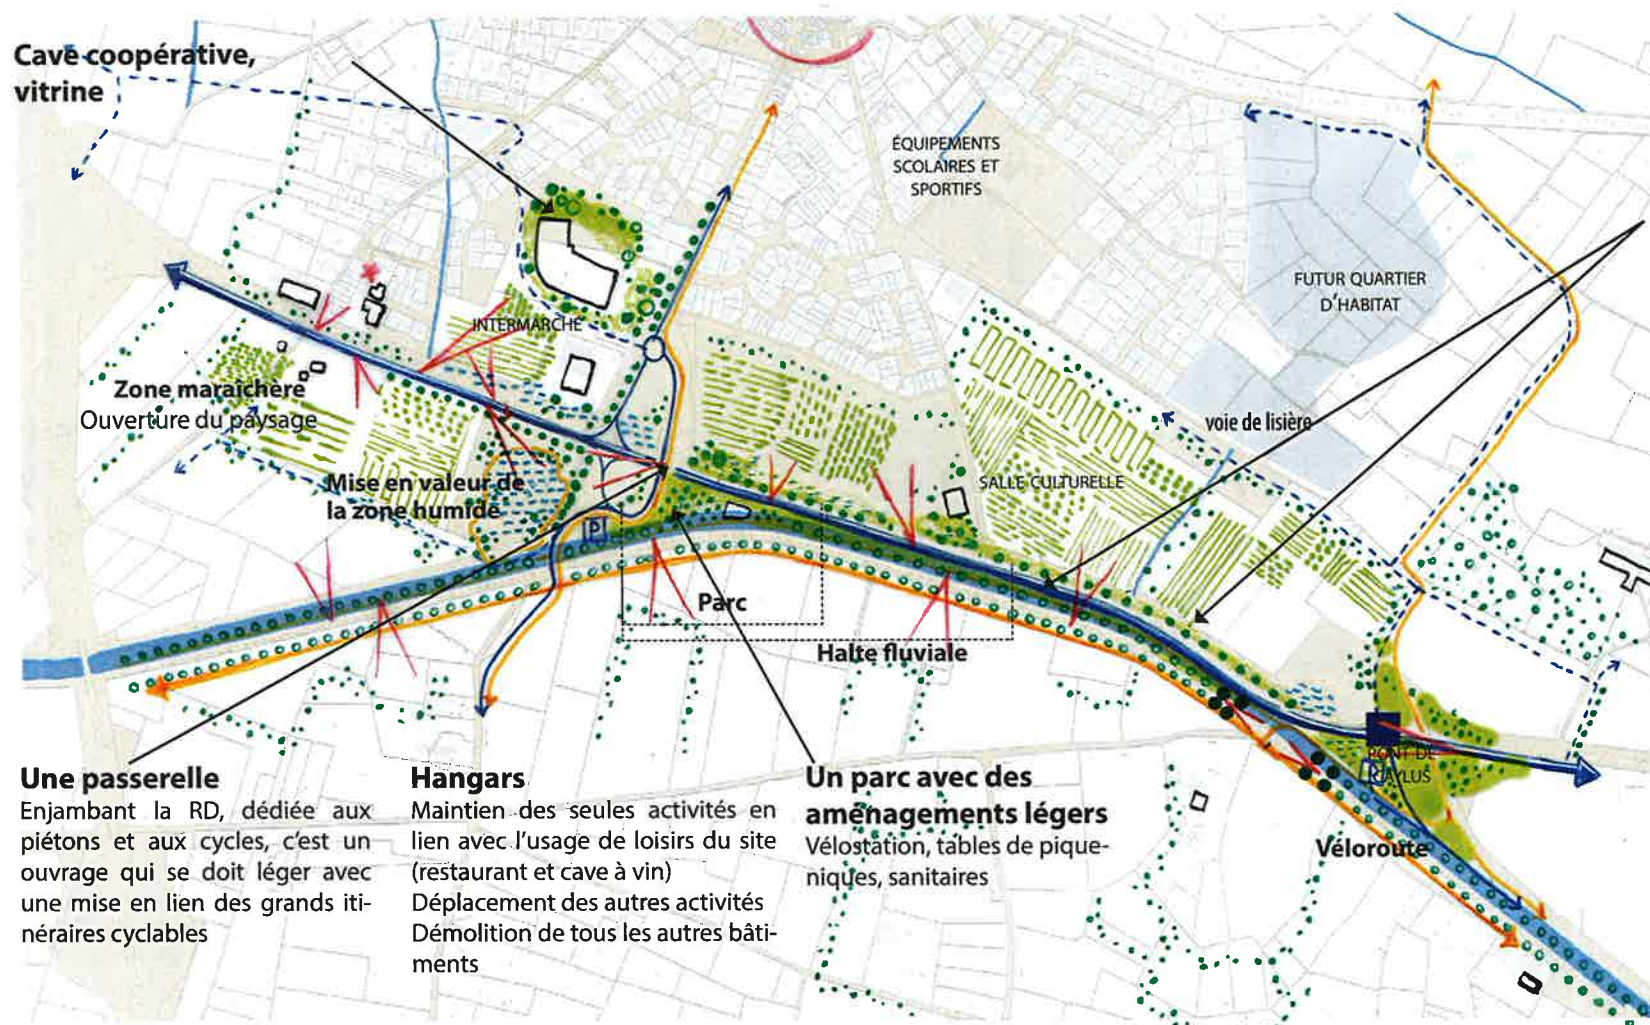 Cave coopérative,
vitrine
ÉQUIPEMENTS
SCOLAIRES ET
SPORTIFS
FUTUR QUARTIER
D'HABITAT
INTERMARCHÉ
Zone maraîchère
Ouverture du paysage
voie de lisière
Mise en valeur de
la zone humide
SALLE CULTURELLE
P
Parc
Halte fluviale
PONT DE
CAYLUS
P
Véloroute
Une passerelle
Enjambant la RD, dédiée aux
piétons et aux cycles, c'est un
ouvrage qui se doit léger avec
une mise en lien des grands iti-
néraires cyclables
Hangars
Maintien des seules activités en
lien avec l'usage de loisirs du site
(restaurant et cave à vin)
Déplacement des autres activités
Démolition de tous les autres bâti-
ments
Un parc avec des
aménagements légers
Vélostation, tables de pique-
niques, sanitaires